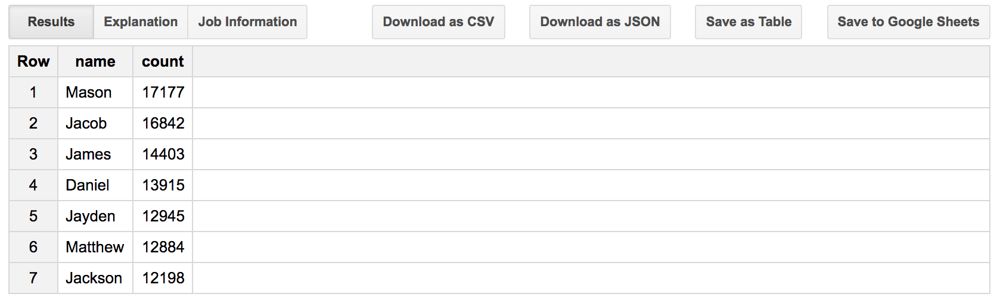 Results Explanation Job Information Download as CSV Download as JSON Save as Table Save to Google Sheets
Row name count
1 Mason 17177
2 Jacob 16842
3 James 14403
4 Daniel 13915
5 Jayden 12945
6 Matthew 12884
7 Jackson 12198